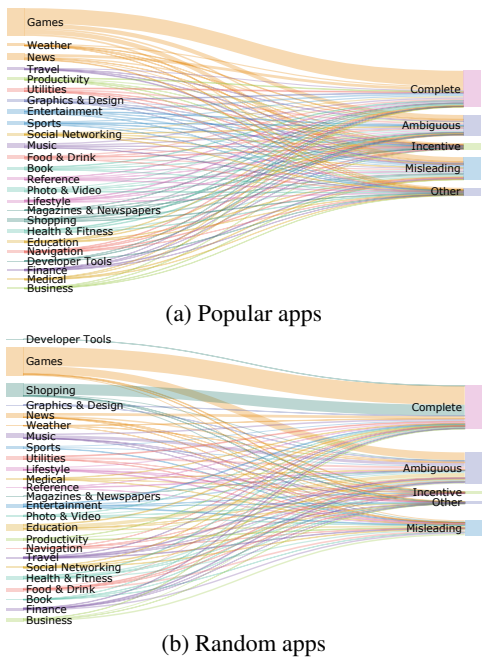 Games
Weather
News
Travel
Productivity
Utilities
Graphics & Design
Entertainment
Sports
Social Networking
Music
Food & Drink
Book
Reference
Photo & Video
Lifestyle
Magazines & Newspapers
Shopping
Health & Fitness
Education
Navigation
Developer Tools
Finance
Medical
Business
Complete
Ambiguous
Incentive
Misleading
Other
(a) Popular apps
Developer Tools
Games
Shopping
Graphics & Design
News
Weather
Music
Sports
Utilities
Lifestyle
Medical
Reference
Magazines & Newspapers
Entertainment
Photo & Video
Education
Productivity
Navigation
Travel
Social Networking
Health & Fitness
Food & Drink
Book
Finance
Business
Complete
Ambiguous
Incentive
Other
Misleading
(b) Random apps